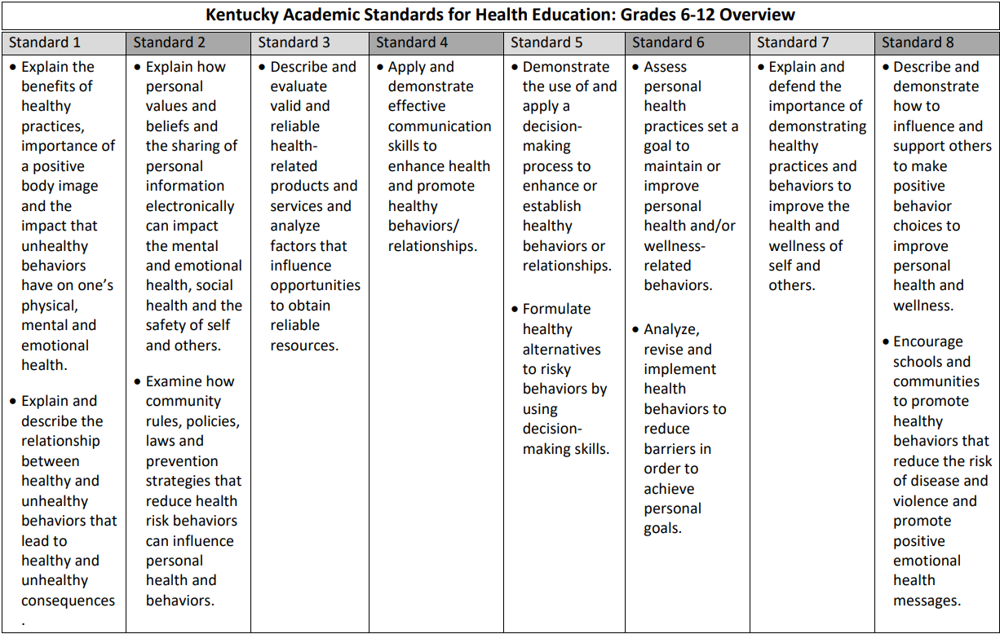 Kentucky Academic Standards for Health Education: Grades 6-12 Overview
Standard 1
• Explain the
benefits of
healthy
practices,
importance of
a positive
body image
and the
impact that
unhealthy
behaviors
have on one’s
physical,
mental and
emotional
health.
• Explain and
describe the
relationship
between
healthy and
unhealthy
behaviors that
lead to
healthy and
unhealthy
consequences
.
Standard 2
• Explain how
personal
values and
beliefs and
the sharing of
personal
information
electronically
can impact
the mental
and emotional
health, social
health and the
safety of self
and others.
• Examine how
community
rules, policies,
laws and
prevention
strategies that
reduce health
risk behaviors
can influence
personal
health and
behaviors.
Standard 3
• Describe and
evaluate
valid and
reliable
health-
related
products and
services and
analyze
factors that
influence
opportunities
to obtain
reliable
resources.
Standard 4
• Apply and
demonstrate
effective
communication
skills to
enhance health
and promote
healthy
behaviors/
relationships.
Standard 5
• Demonstrate
the use of and
apply a
decision-
making
process to
enhance or
establish
healthy
behaviors or
relationships.
• Formulate
healthy
alternatives
to risky
behaviors by
using
decision-
making skills.
Standard 6
• Assess
personal
health
practices set a
goal to
maintain or
improve
personal
health and/or
wellness-
related
behaviors.
• Analyze,
revise and
implement
health
behaviors to
reduce
barriers in
order to
achieve
personal
goals.
Standard 7
• Explain and
defend the
importance of
demonstrating
healthy
practices and
behaviors to
improve the
health and
wellness of
self and
others.
Standard 8
• Describe and
demonstrate
how to
influence and
support others
to make
positive
behavior
choices to
improve
personal
health and
wellness.
• Encourage
schools and
communities
to promote
healthy
behaviors that
reduce the risk
of disease and
violence and
promote
positive
emotional
health
messages.